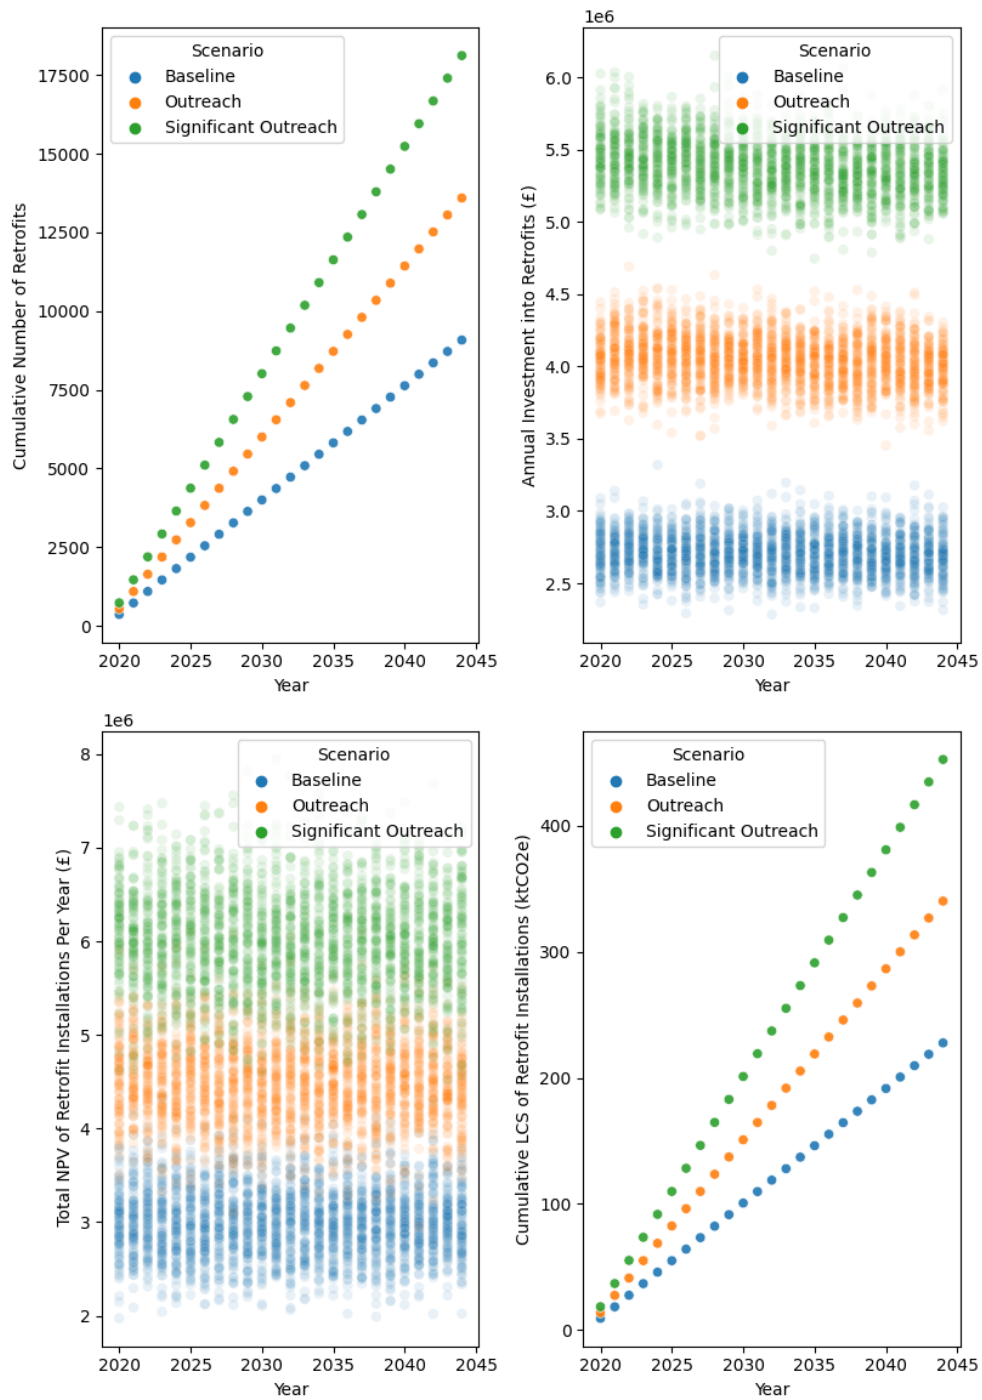 Scenario
Baseline
Outreach
Significant Outreach
17500
15000
12500
10000
7500
5000
2500
0
Cumulative Number of Retrofits
2020 2025 2030 2035 2040 2045
Year
1e6
Scenario
Baseline
Outreach
Significant Outreach
6.0
5.5
5.0
4.5
4.0
3.5
3.0
2.5
Annual Investment into Retrofits (£)
2020 2025 2030 2035 2040 2045
Year
1e6
Scenario
Baseline
Outreach
Significant Outreach
8
7
6
5
4
3
2
Total NPV of Retrofit Installations Per Year (£)
2020 2025 2030 2035 2040 2045
Year
Scenario
Baseline
Outreach
Significant Outreach
400
300
200
100
0
Cumulative LCS of Retrofit Installations (ktCO2e)
2020 2025 2030 2035 2040 2045
Year